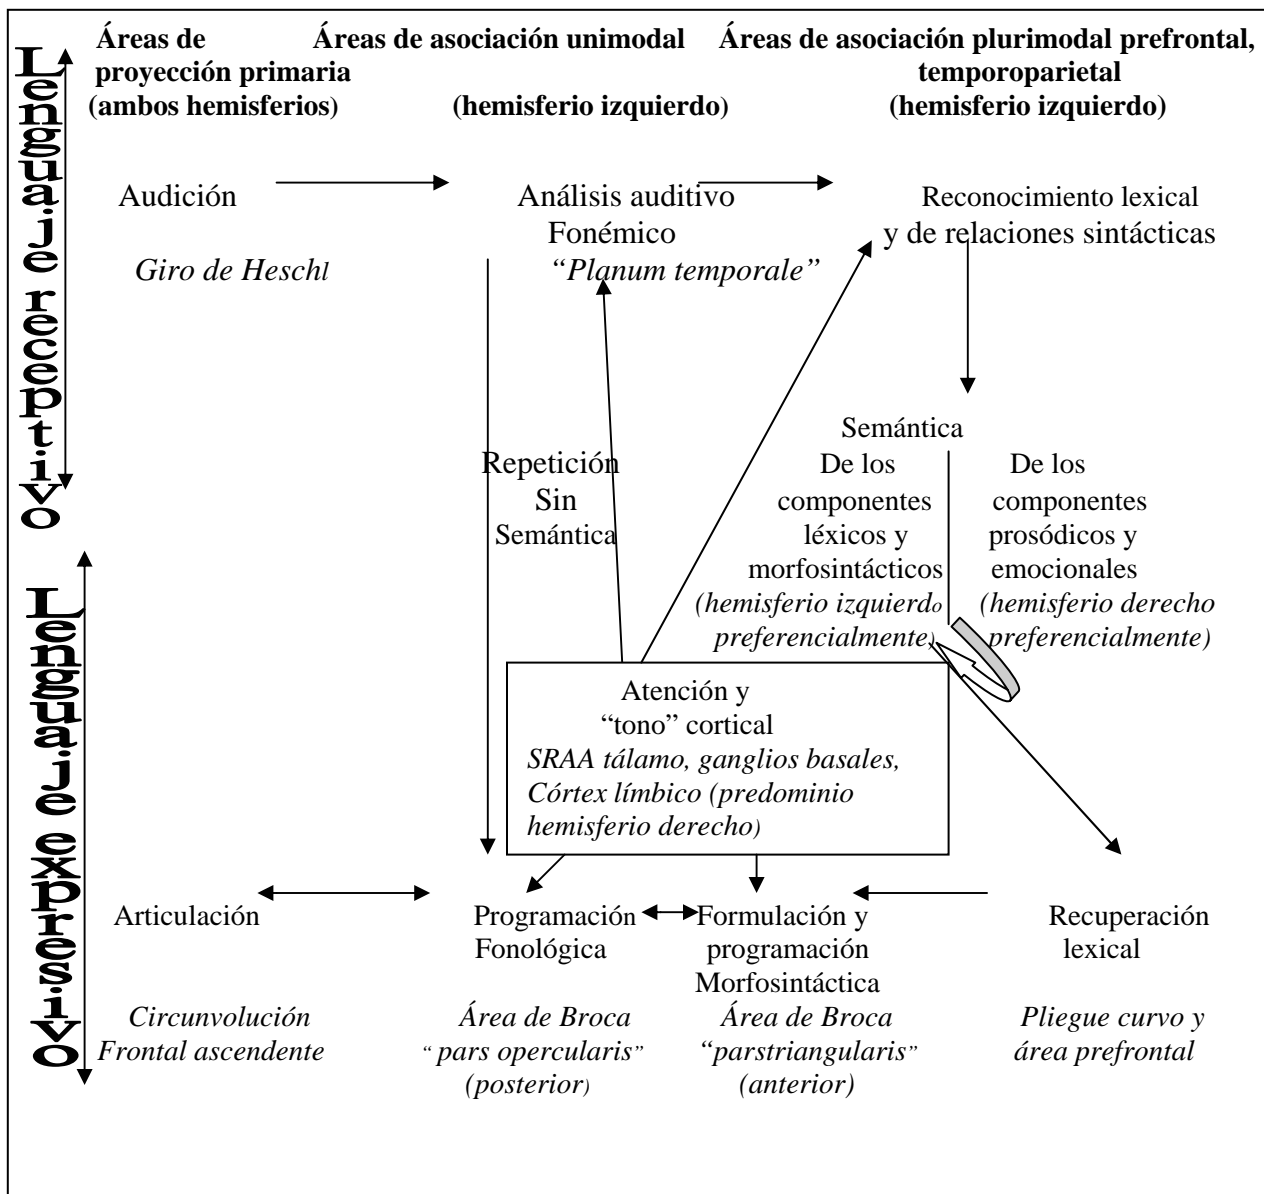 Lenguaje receptivo
Áreas de
proyección primaria
(ambos hemisferios)
Áreas de asociación unimodal
(hemisferio izquierdo)
Áreas de asociación plurimodal prefrontal,
temporoparietal
(hemisferio izquierdo)
Audición
Giro de Heschl
Análisis auditivo
Fonémico
“Planum temporale”
Reconocimiento lexical
y de relaciones sintácticas
Repetición
Sin
Semántica
Semántica
De los
componentes
léxicos y
morfosintácticos
(hemisferio izquierdo
preferencialmente)
De los
componentes
prosódicos y
emocionales
(hemisferio derecho
preferencialmente)
Lenguaje expresivo
Atención y
“tono” cortical
SRAA tálamo, ganglios basales,
Córtex límbico (predominio
hemisferio derecho)
Articulación
Circunvolución
Frontal ascendente
Programación
Fonológica
Área de Broca
“ pars opercularis”
(posterior)
Formulación y
programación
Morfosintáctica
Área de Broca
“parstriangularis”
(anterior)
Recuperación
lexical
Pliegue curvo y
área prefrontal